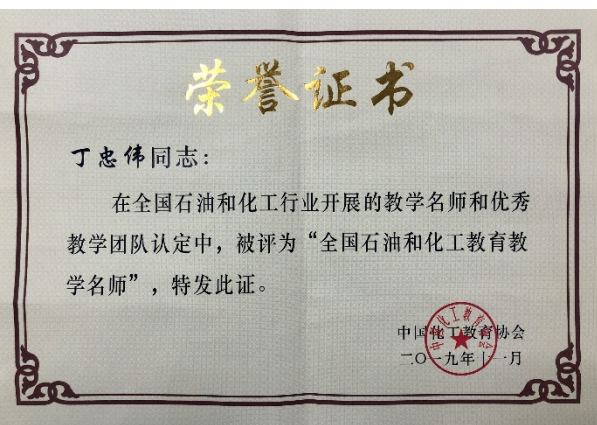 荣誉证书
丁忠伟同志：
在全国石油和化工行业开展的教学名师和优秀
教学团队认定中，被评为“全国石油和化工教育教
学名师”，特发此证。
中国化工教育协会
二〇一九年十一月